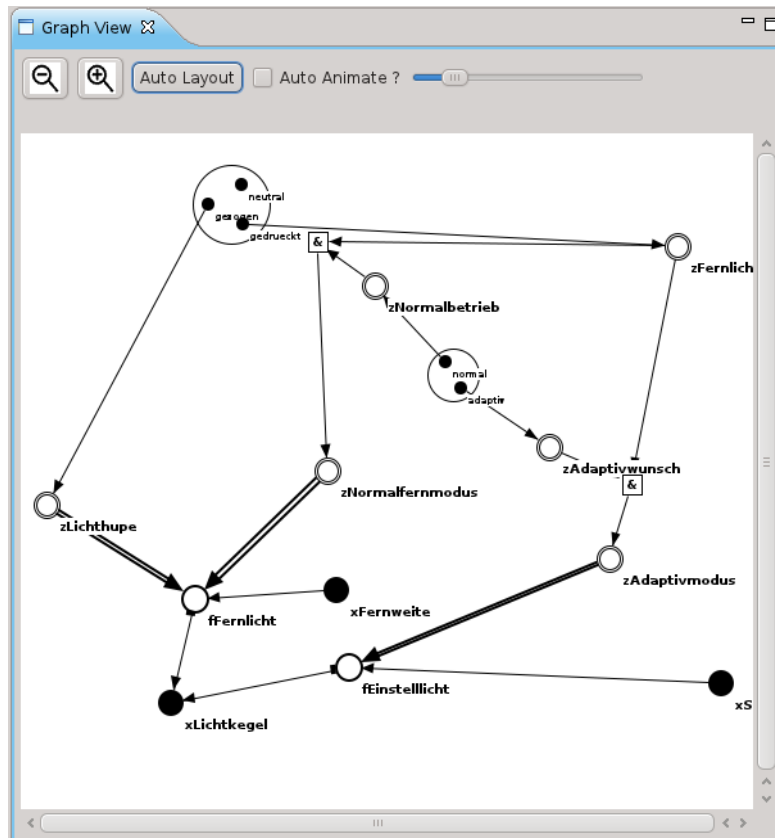 Graph View
Auto Layout
Auto Animate ?
neutral
gezogen
gedrueckt
&
zFernlich
zNormalbetrieb
normal
adaptiv
zAdaptivwunsch
&
zNormalfernmodus
zLichthupe
zAdaptivmodus
xFernweite
fFernlicht
fEinstelllicht
xS
xLichtkegel